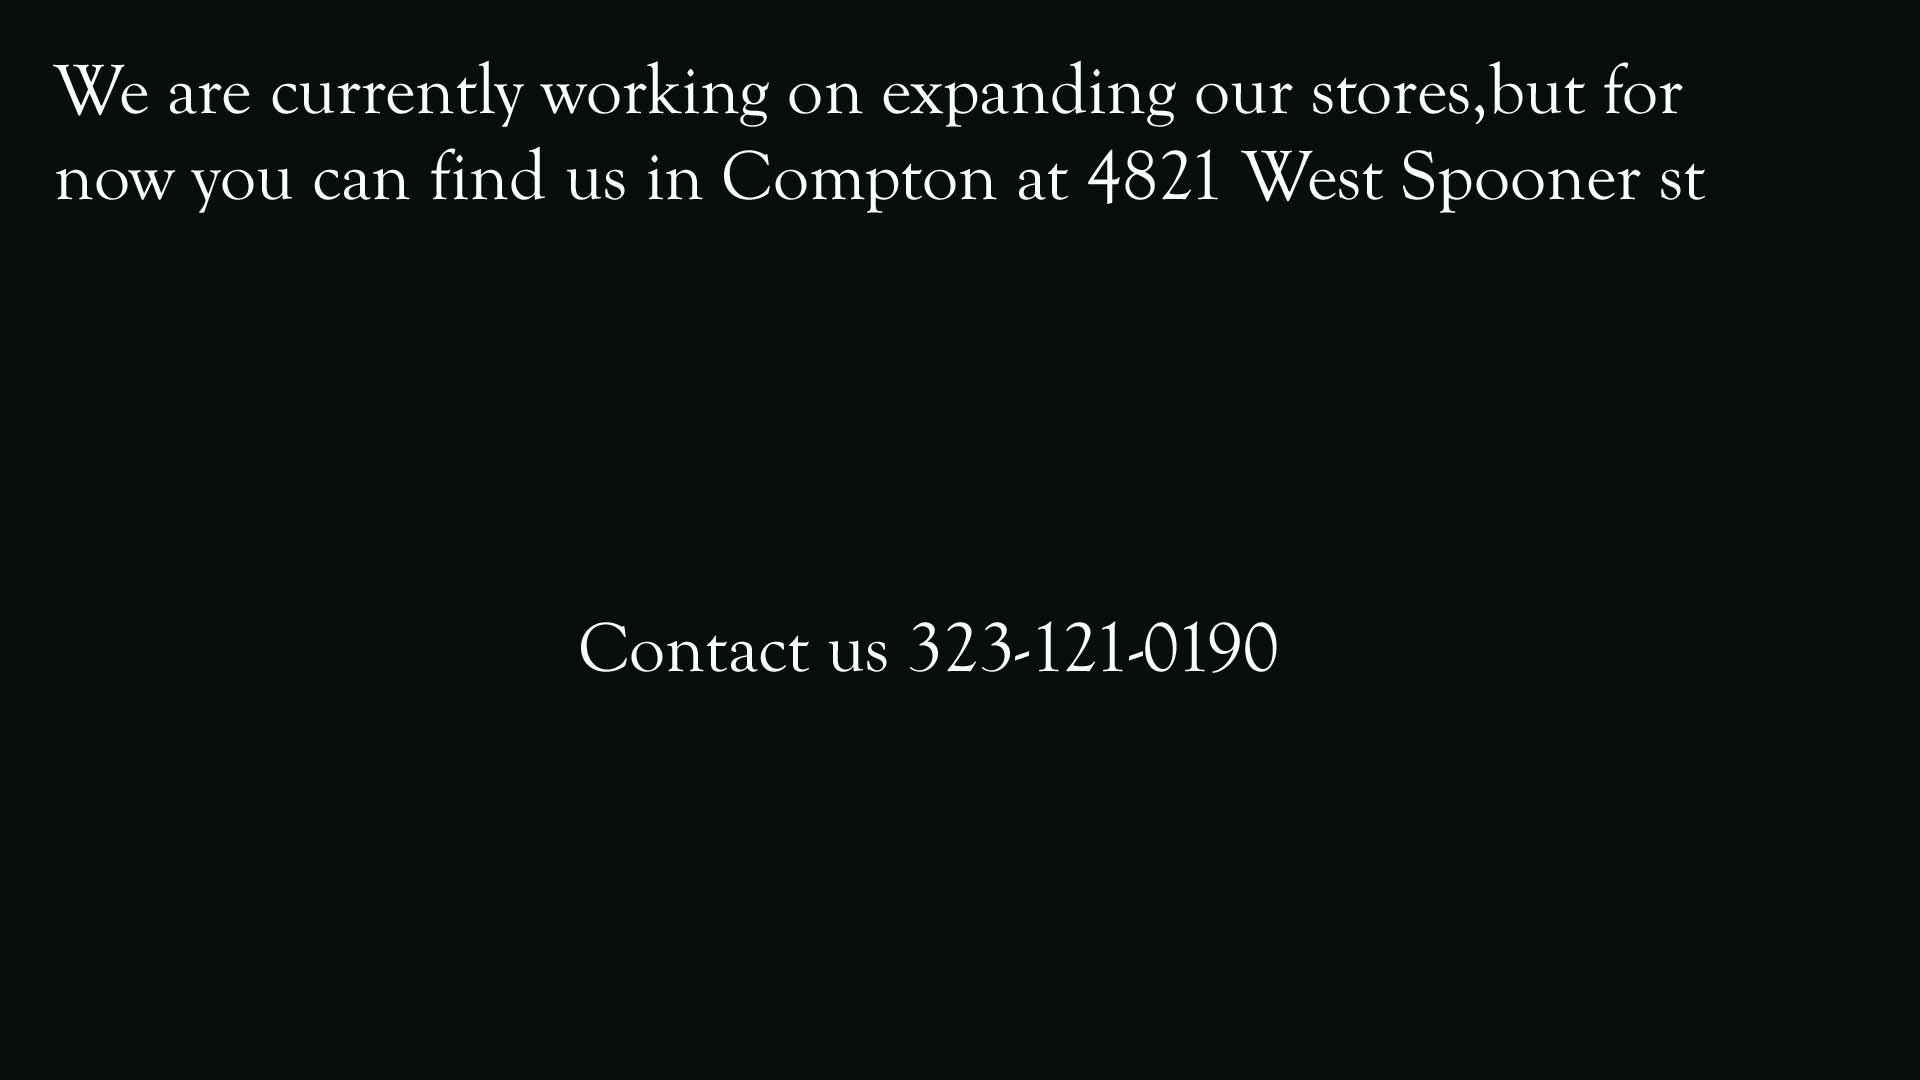 We are currently working on expanding our stores,but for
now you can find us in Compton at 4821 West Spooner st
Contact us 323-121-0190